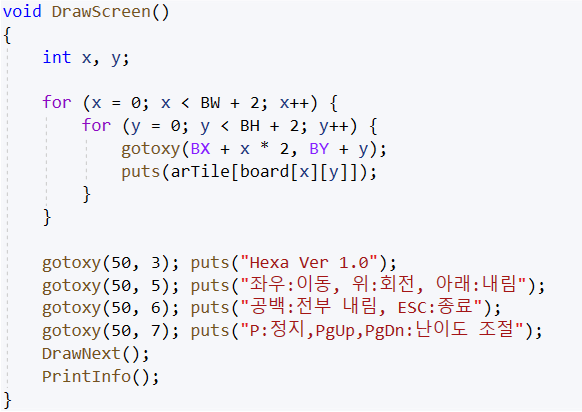 void DrawScreen()
{
    int x, y;

    for (x = 0; x < BW + 2; x++) {
        for (y = 0; y < BH + 2; y++) {
            gotoxy(BX + x * 2, BY + y);
            puts(arTile[board[x][y]]);
        }
    }

    gotoxy(50, 3); puts("Hexa Ver 1.0");
    gotoxy(50, 5); puts("좌우:이동, 위:회전, 아래:내림");
    gotoxy(50, 6); puts("공백:전부 내림, ESC:종료");
    gotoxy(50, 7); puts("P:정지,PgUp,PgDn:난이도 조절");
    DrawNext();
    PrintInfo();
}